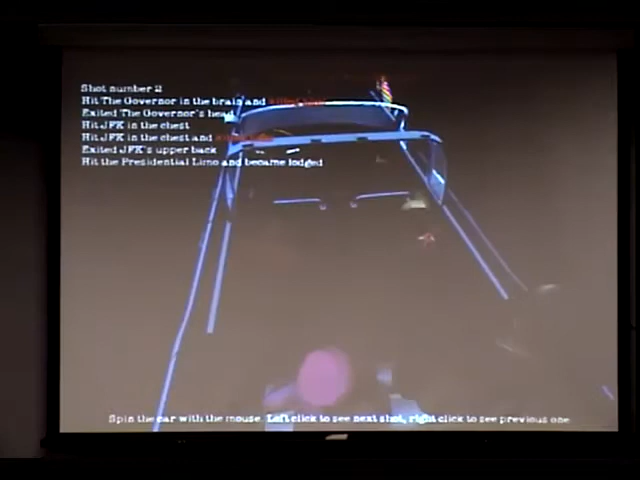 Shot number 2
Hit The Governor in the brain and
Exited The Governor's head
Hit JFK in the chest
Hit JFK in the chest and
Exited JFK's upper back
Hit the Presidential Limo and became lodged
Spin the car with the mouse. Left click to see next shot, right click to see previous one